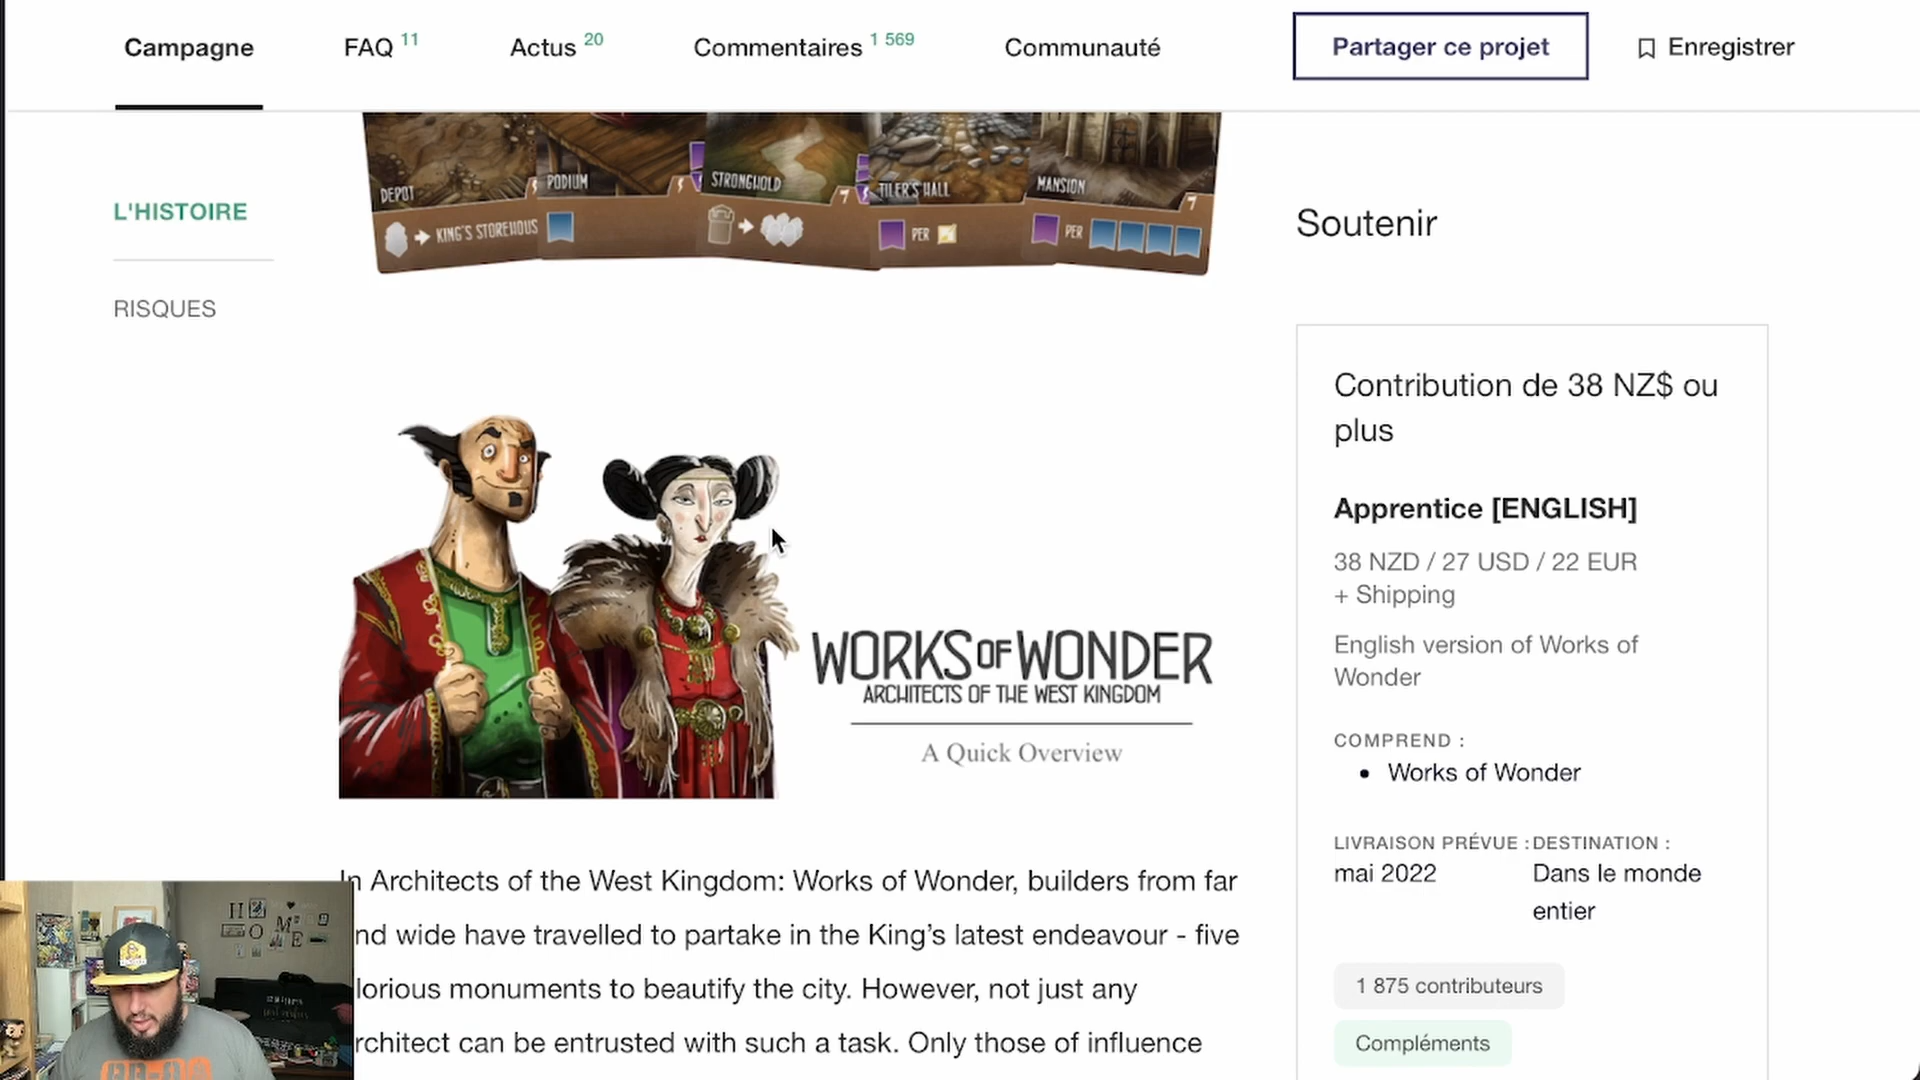 Campagne
FAQ 11
Actus 20
Commentaires 1 569
Communauté
Partager ce projet
Enregistrer
L'HISTOIRE
RISQUES
DEPOT
KING'S STOREHOUS
PODIUM
STRONGHOLD
7
TILER'S HALL
PER
MANSION
7
PER
WORKS OF WONDER
ARCHITECTS OF THE WEST KINGDOM
A Quick Overview
In Architects of the West Kingdom: Works of Wonder, builders from far
nd wide have travelled to partake in the King’s latest endeavour - five
lorious monuments to beautify the city. However, not just any
rchitect can be entrusted with such a task. Only those of influence
Soutenir
Contribution de 38 NZ$ ou
plus
Apprentice [ENGLISH]
38 NZD / 27 USD / 22 EUR
+ Shipping
English version of Works of
Wonder
COMPREND :
• Works of Wonder
LIVRAISON PRÉVUE :
mai 2022
DESTINATION :
Dans le monde
entier
1 875 contributeurs
Compléments
HOME